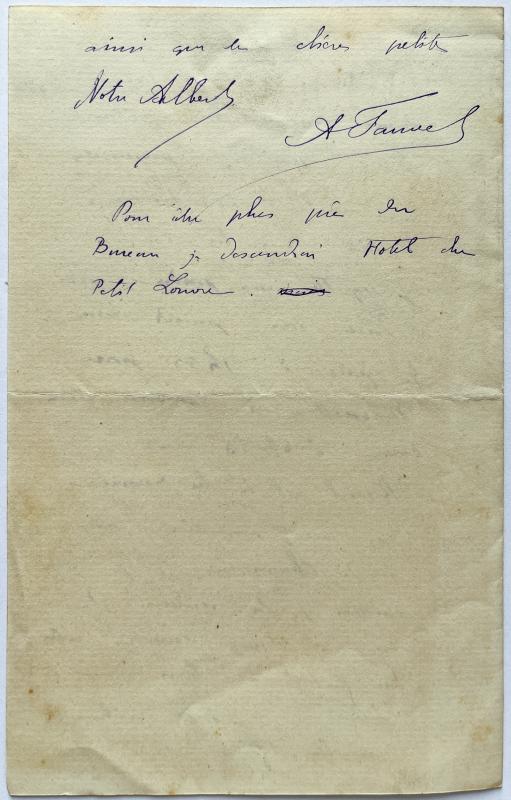 ainsi que les chères petites
Notre Albert
A Fauvel
Pour être plus près du
Bureau je descendrai Hotel du
Petit Louvre.